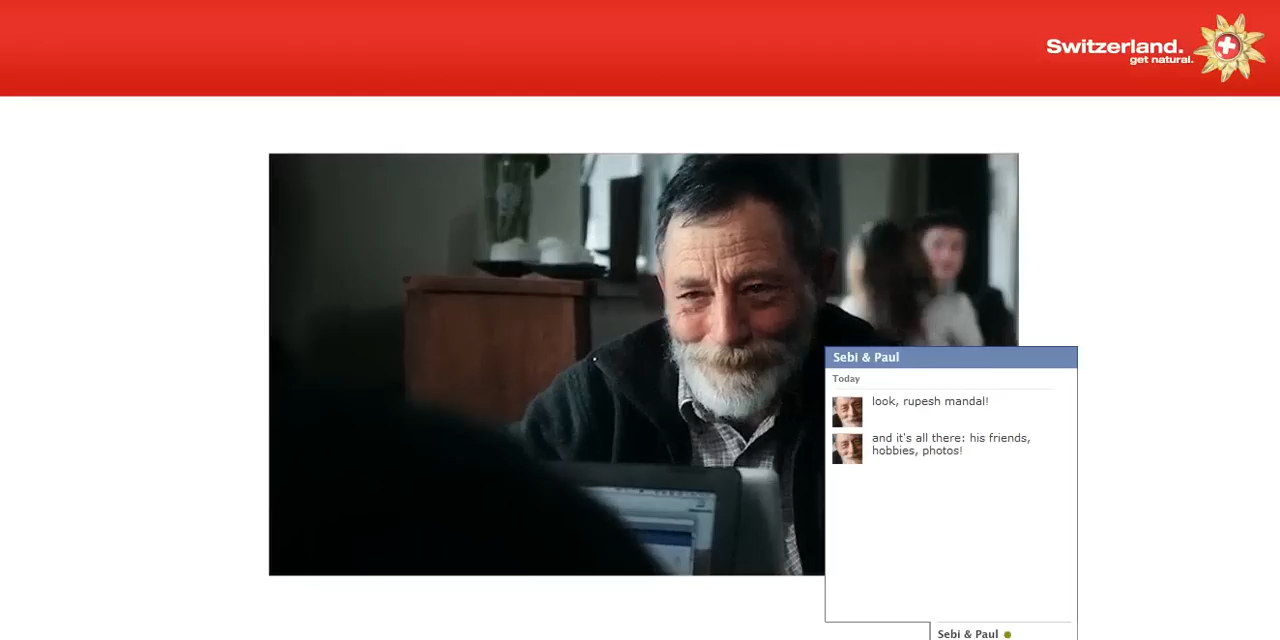 Switzerland.
get natural.
Sebi & Paul
Today
look, rupesh mandal!
and it's all there: his friends,
hobbies, photos!
Sebi & Paul